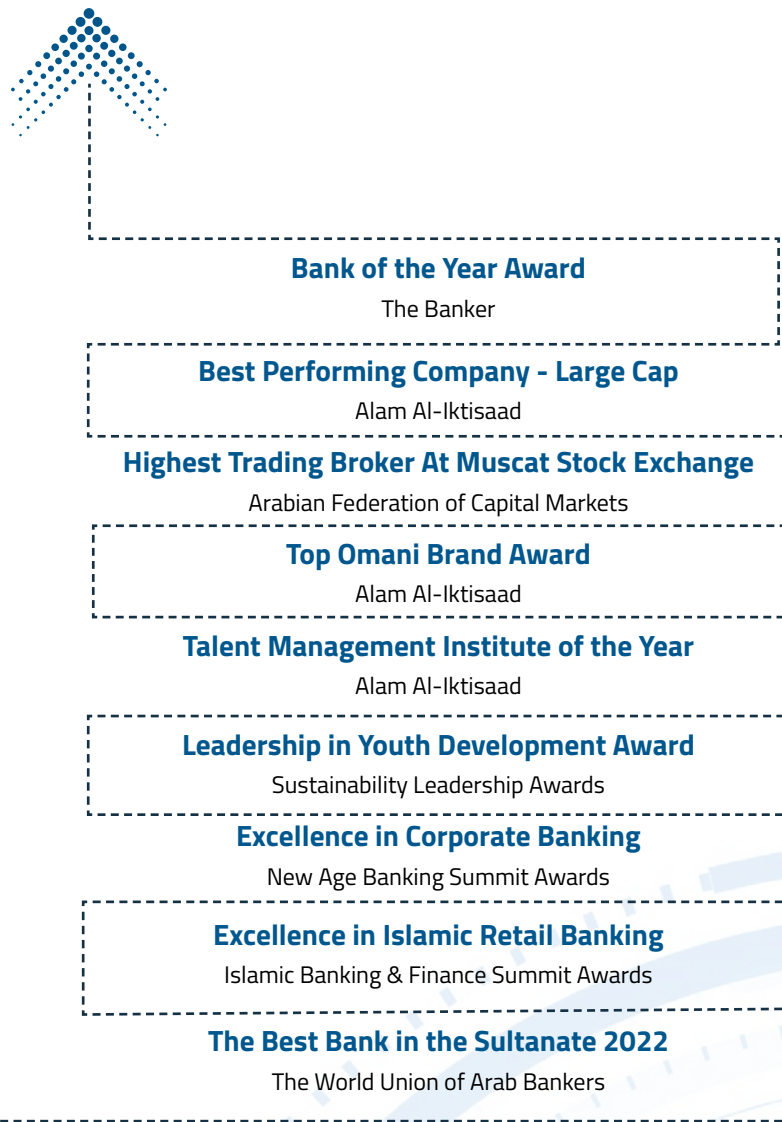 Bank of the Year Award
The Banker
Best Performing Company - Large Cap
Alam Al-Iktisaad
Highest Trading Broker At Muscat Stock Exchange
Arabian Federation of Capital Markets
Top Omani Brand Award
Alam Al-Iktisaad
Talent Management Institute of the Year
Alam Al-Iktisaad
Leadership in Youth Development Award
Sustainability Leadership Awards
Excellence in Corporate Banking
New Age Banking Summit Awards
Excellence in Islamic Retail Banking
Islamic Banking & Finance Summit Awards
The Best Bank in the Sultanate 2022
The World Union of Arab Bankers